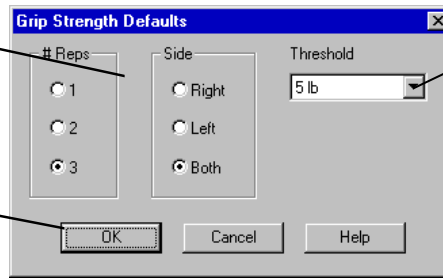 Grip Strength Defaults
# Reps
Side
Threshold
1
Right
5 lb
2
Left
3
Both
OK
Cancel
Help